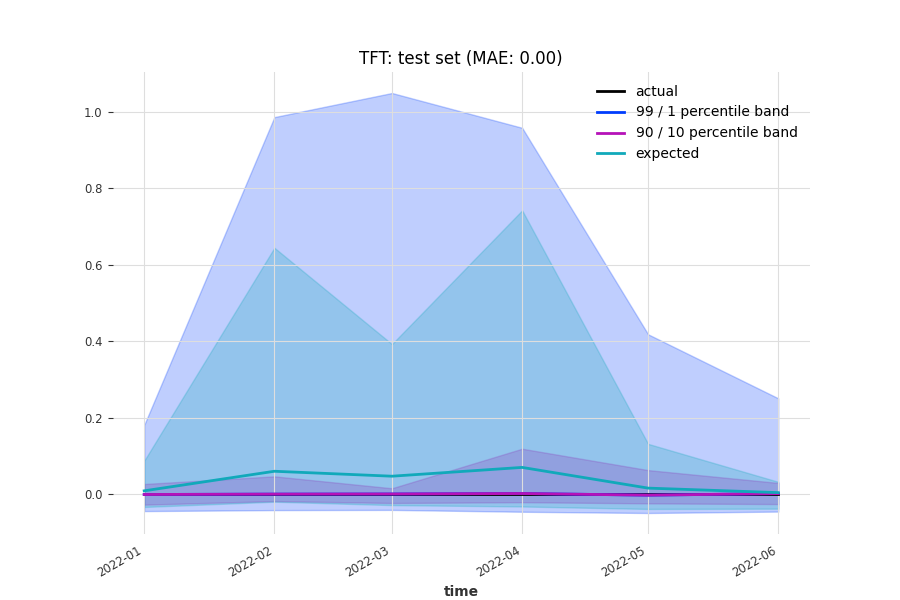 TFT: test set (MAE: 0.00)
actual
99 / 1 percentile band
90 / 10 percentile band
expected
1.0
0.8
0.6
0.4
0.2
0.0
2022-01
2022-02
2022-03
2022-04
2022-05
2022-06
time